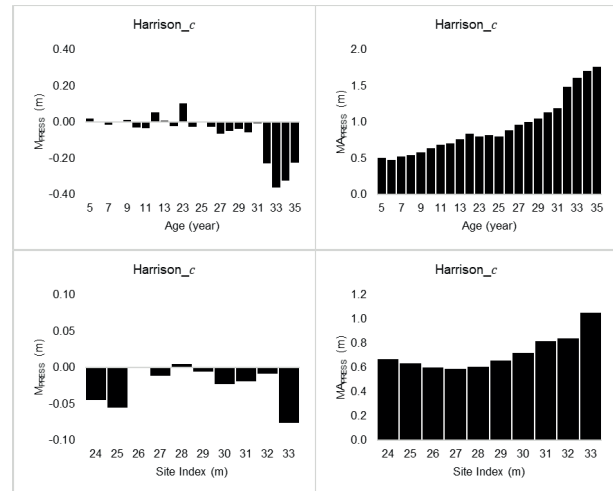 Harrison_c
0.40
0.20
0.00
-0.20
-0.40
M_PRESS (m)
5 7 9 11 13 23 25 27 29 31 33 35
Age (year)
Harrison_c
2.0
1.5
1.0
0.5
0.0
MA_PRESS (m)
5 7 9 11 13 23 25 27 29 31 33 35
Age (year)
Harrison_c
0.10
0.05
0.00
-0.05
-0.10
M_PRESS (m)
24 25 26 27 28 29 30 31 32 33
Site Index (m)
Harrison_c
1.2
1.0
0.8
0.6
0.4
0.2
0.0
MA_PRESS (m)
24 25 26 27 28 29 30 31 32 33
Site Index (m)